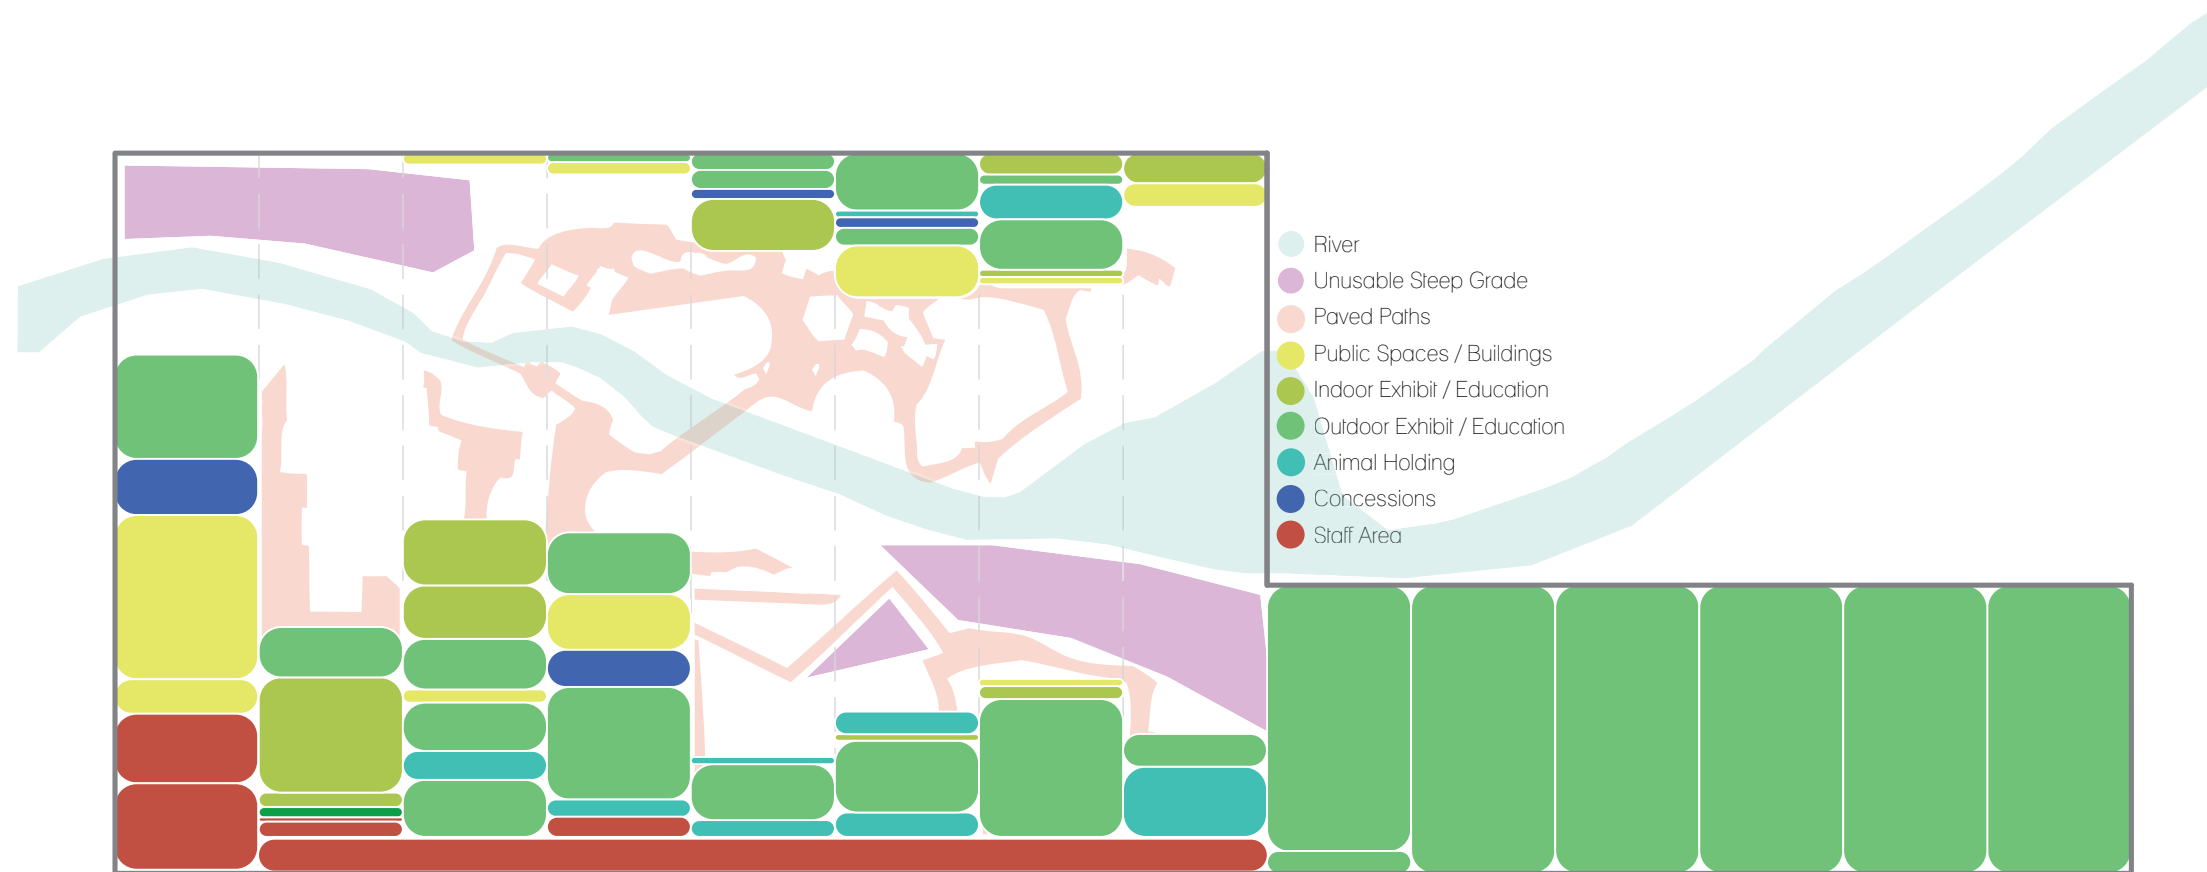 River
Unusable Steep Grade
Paved Paths
Public Spaces / Buildings
Indoor Exhibit / Education
Outdoor Exhibit / Education
Animal Holding
Concessions
Staff Area